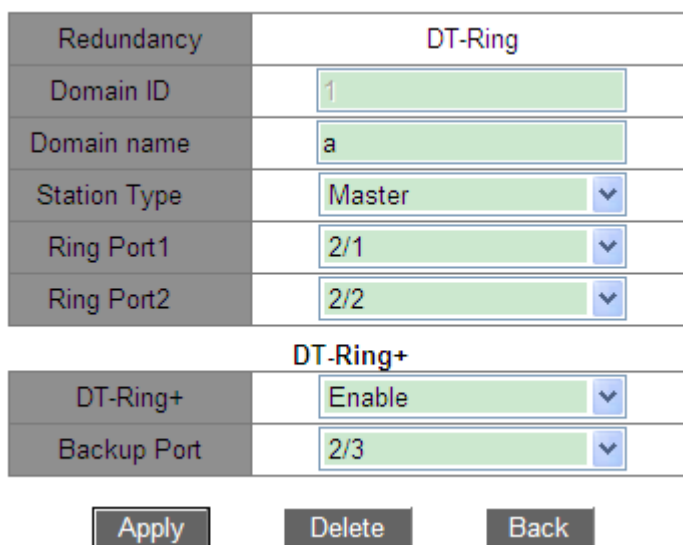 Redundancy DT-Ring
Domain ID 1
Domain name a
Station Type Master
Ring Port1 2/1
Ring Port2 2/2
DT-Ring+
DT-Ring+ Enable
Backup Port 2/3
Apply Delete Back